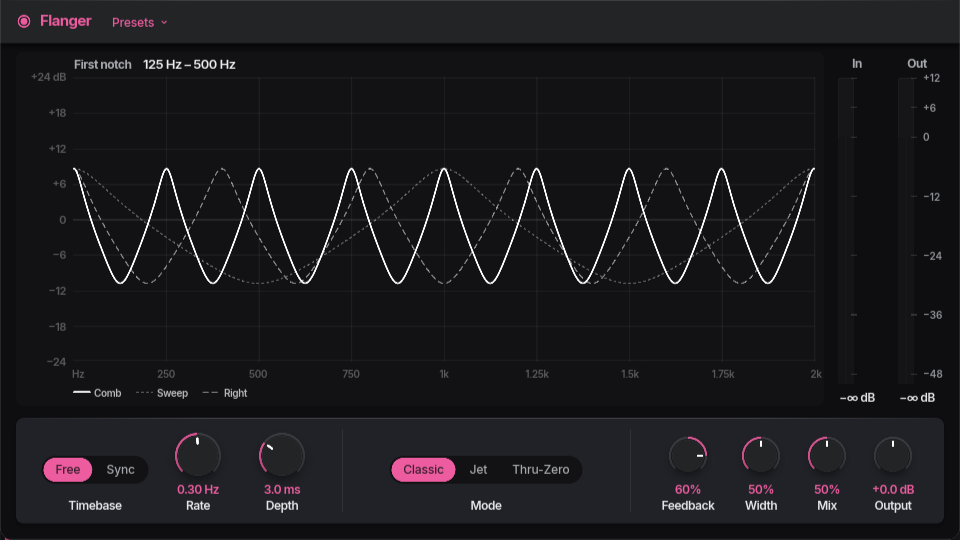 Flanger Presets
In Out
First notch 125 Hz – 500 Hz
+24 dB
+18
+12
+6
0
−6
−12
−18
−24
Hz 250 500 750 1k 1.25k 1.5k 1.75k 2k
Comb Sweep Right
+12
+6
0
−12
−24
−36
−48
−∞ dB −∞ dB
Free Sync
Timebase
0.30 Hz
Rate
3.0 ms
Depth
Classic Jet Thru-Zero
Mode
60%
Feedback
50%
Width
50%
Mix
+0.0 dB
Output